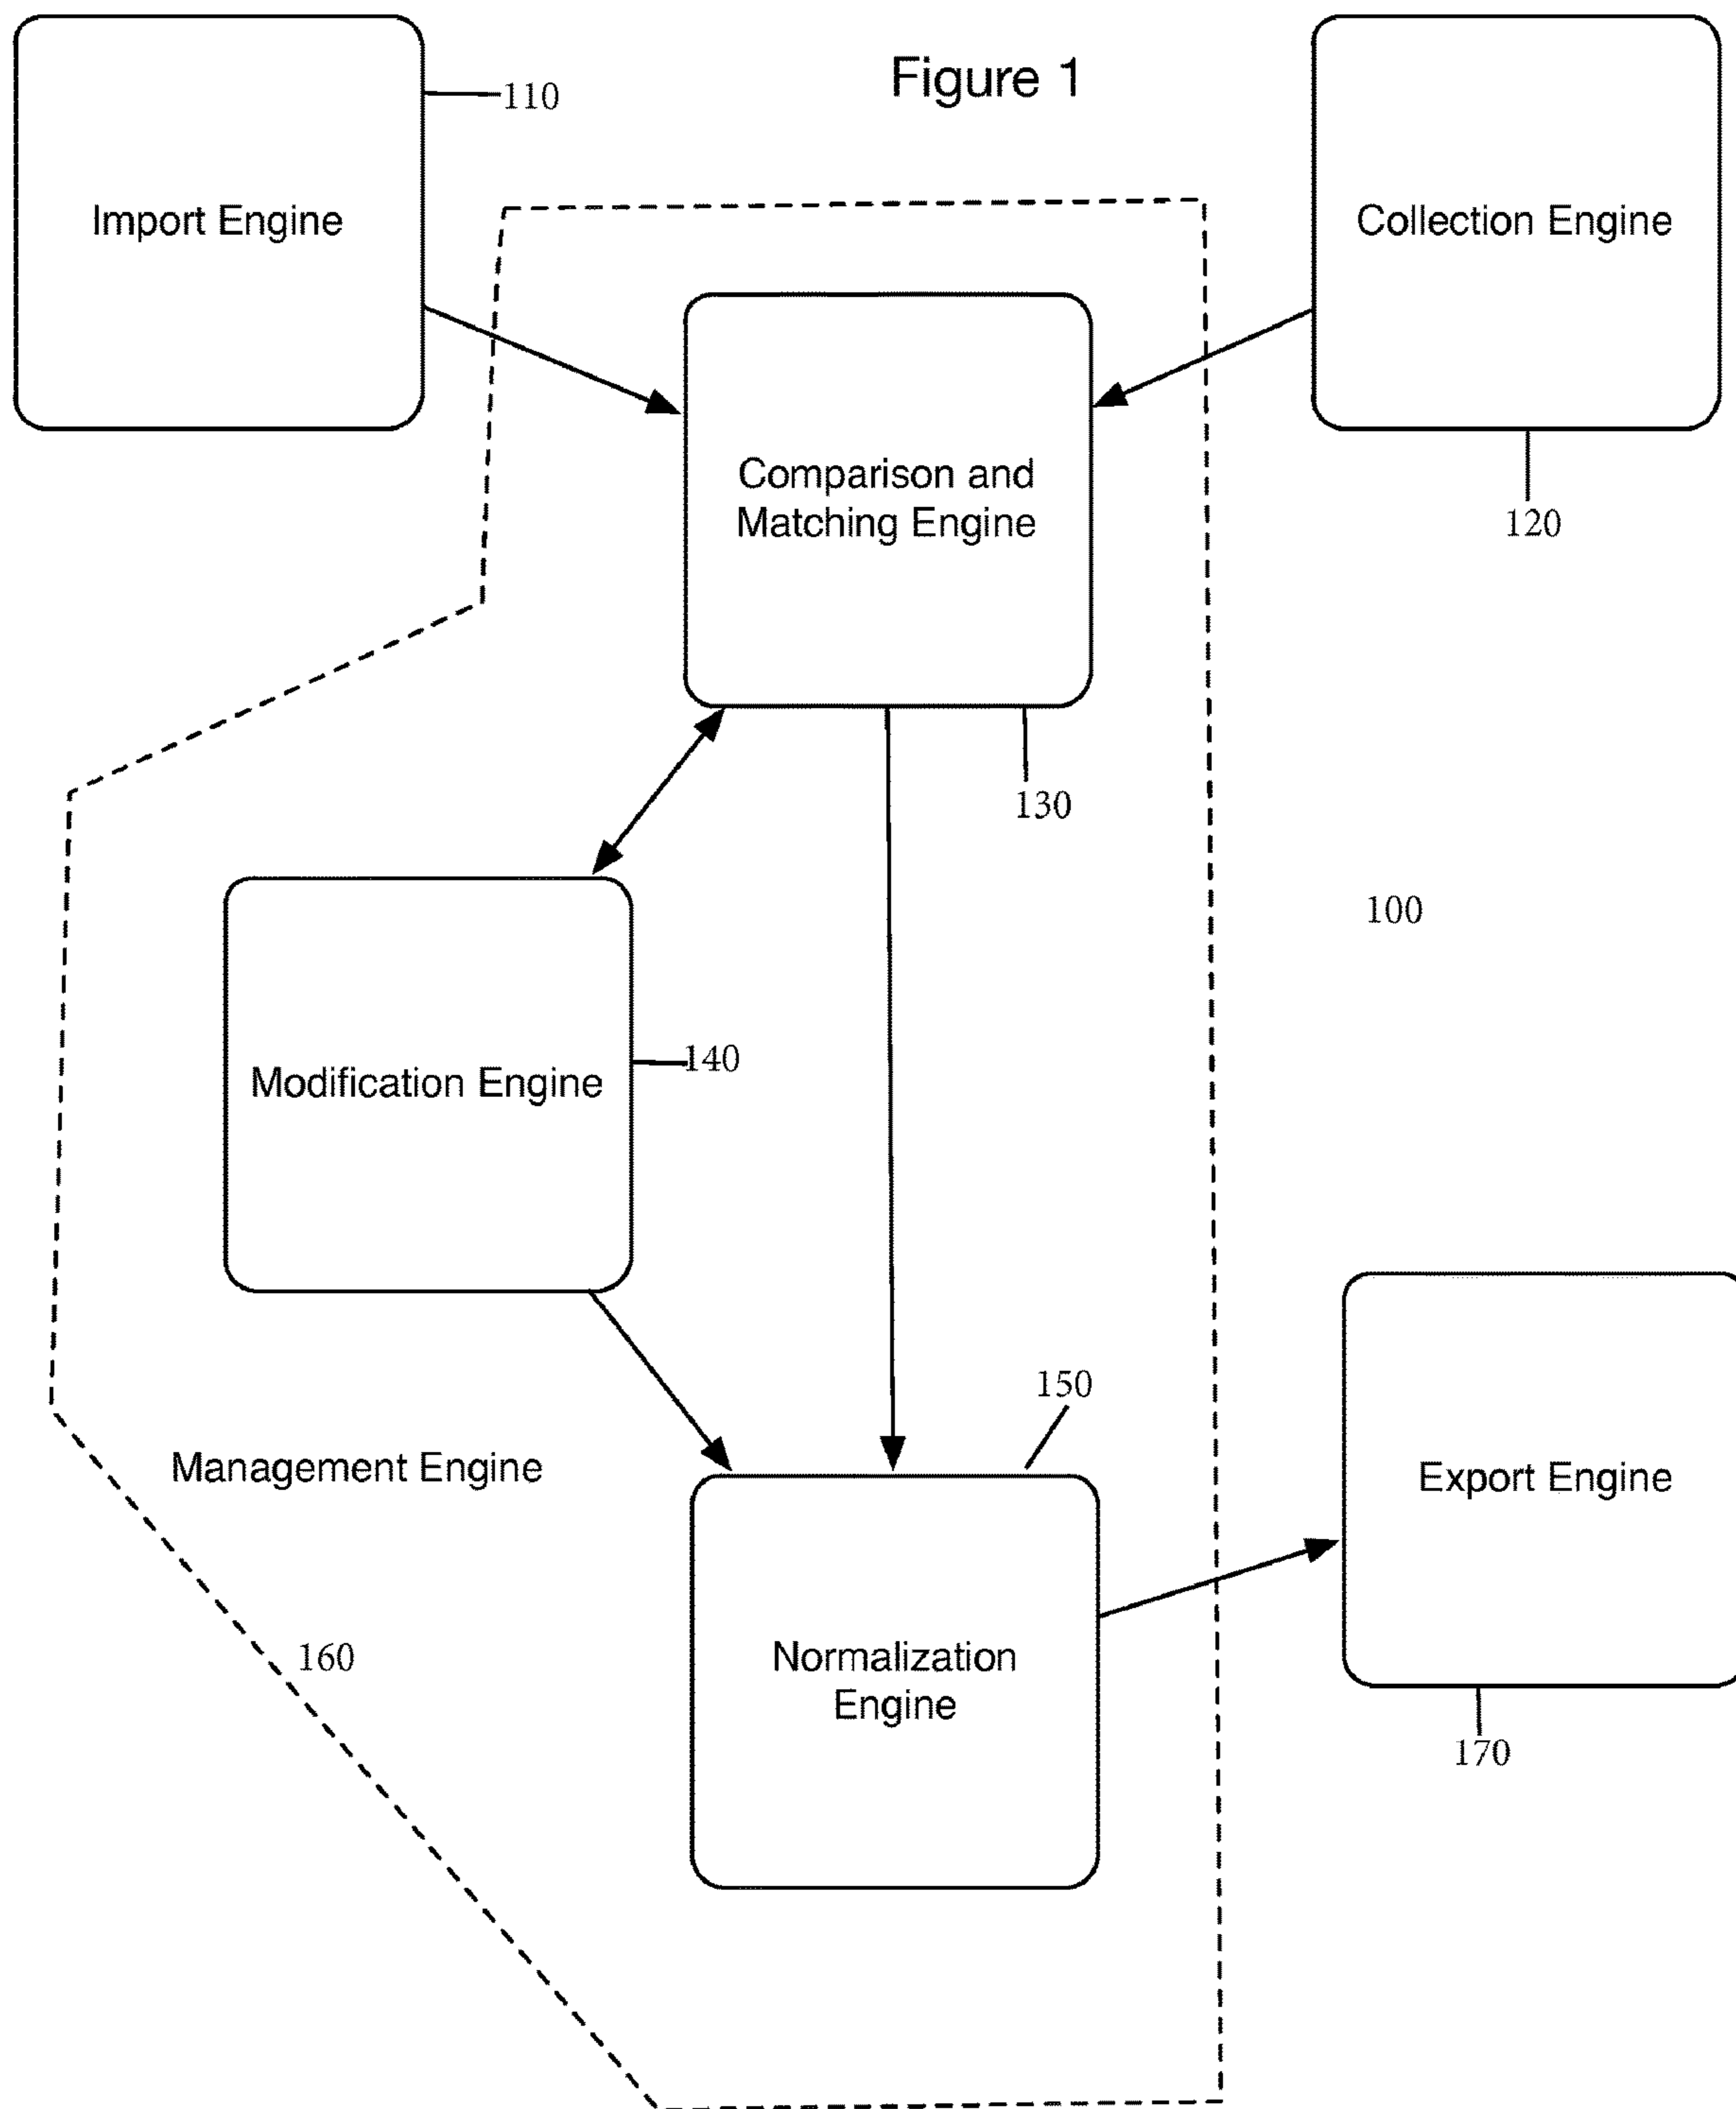 Figure 1
110
Import Engine
Collection Engine
Comparison and
Matching Engine
120
130
100
140
Modification Engine
150
Management Engine
Export Engine
160
Normalization
Engine
170